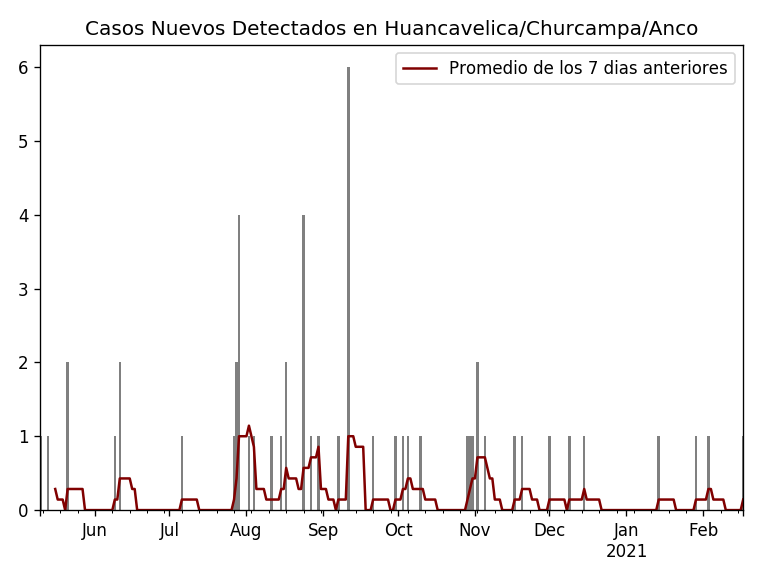 Casos Nuevos Detectados en Huancavelica/Churcampa/Anco
Promedio de los 7 dias anteriores
6
5
4
3
2
1
0
Jun Jul Aug Sep Oct Nov Dec Jan Feb
2021